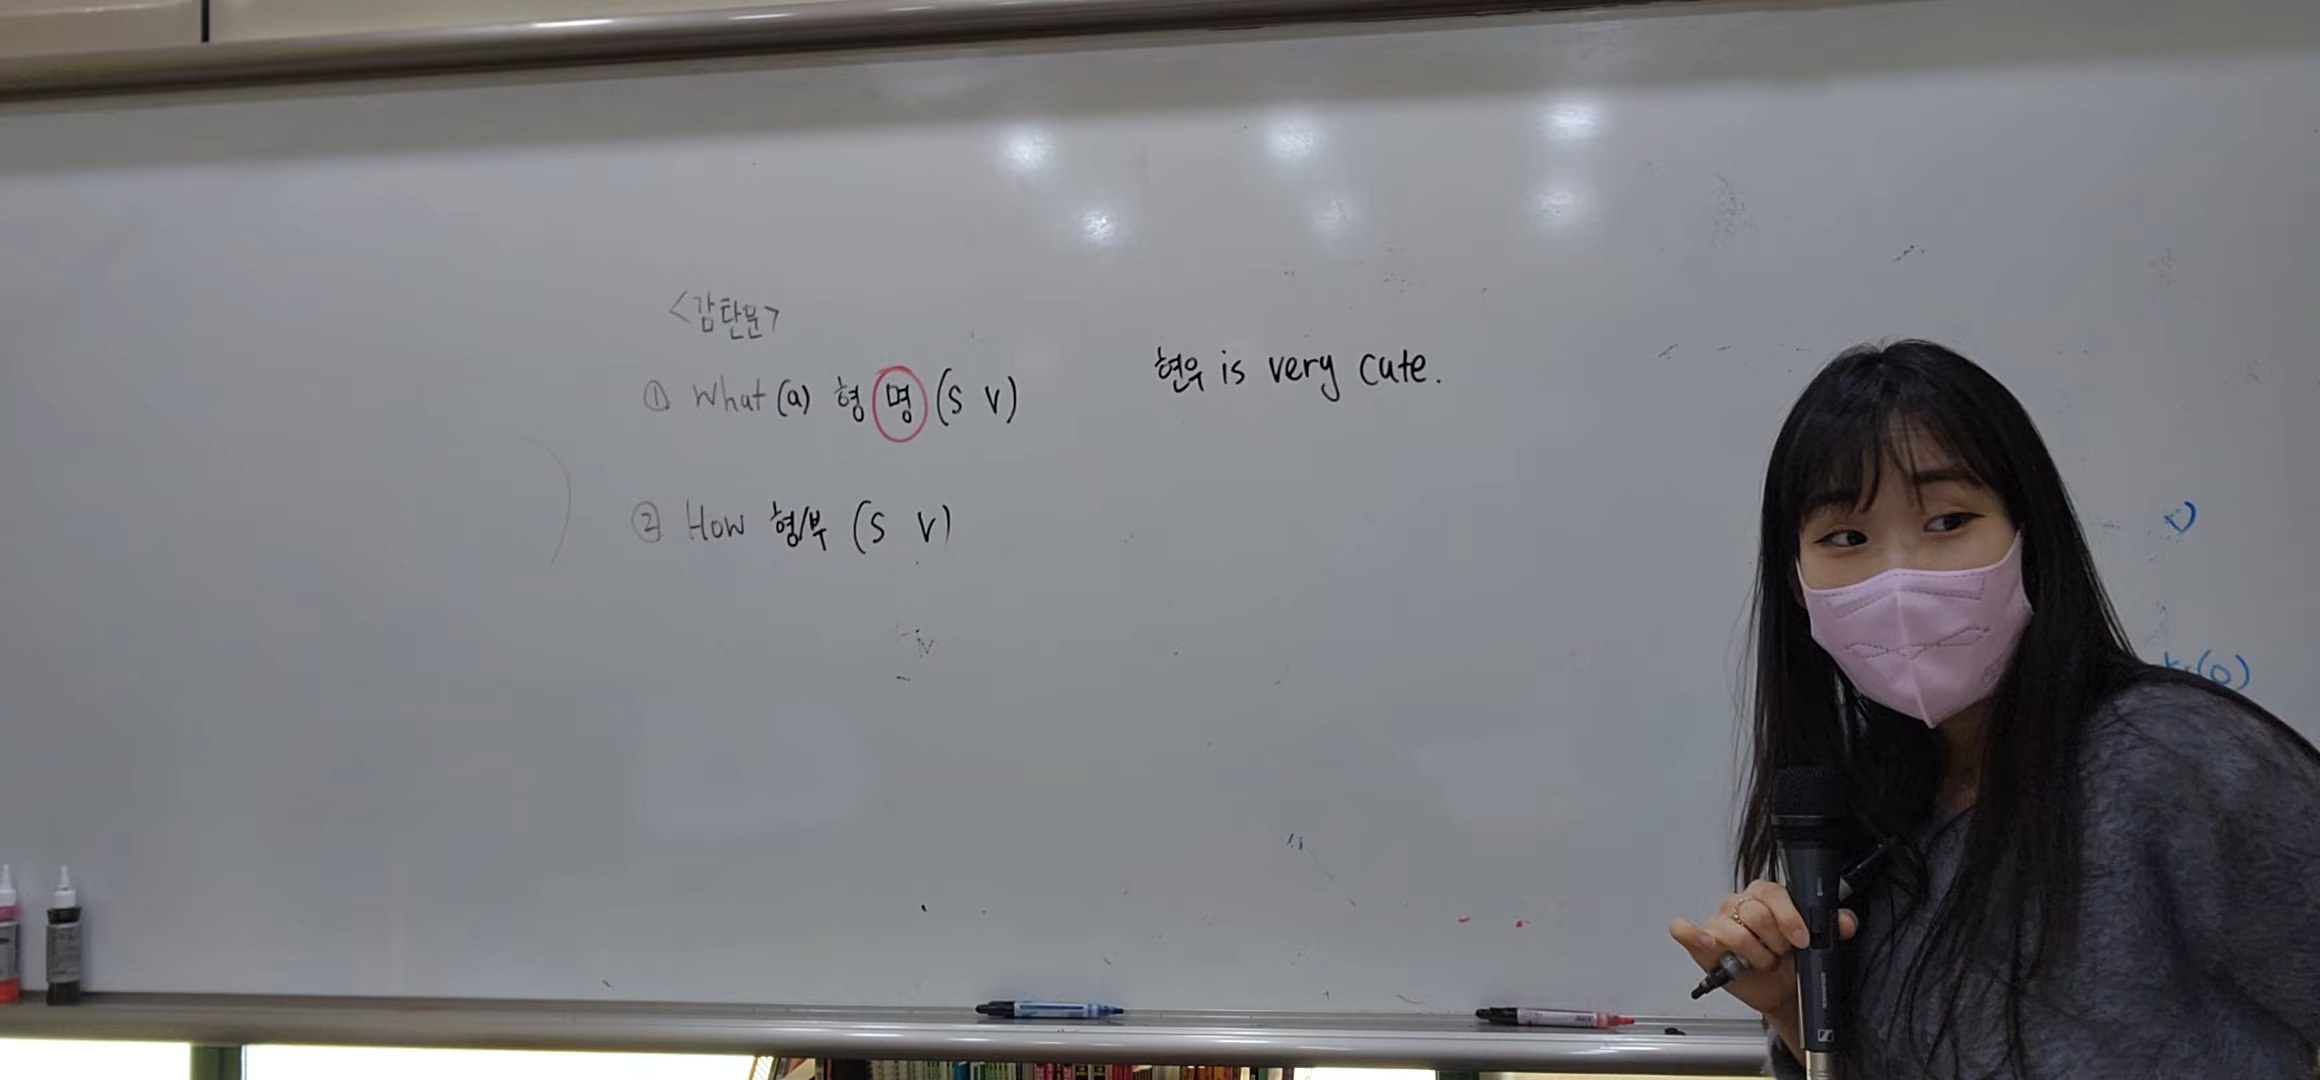 <감탄문>
① What (a) 형 명 (S V)
현우 is very cute.
② How 형/부 (S V)
(O)